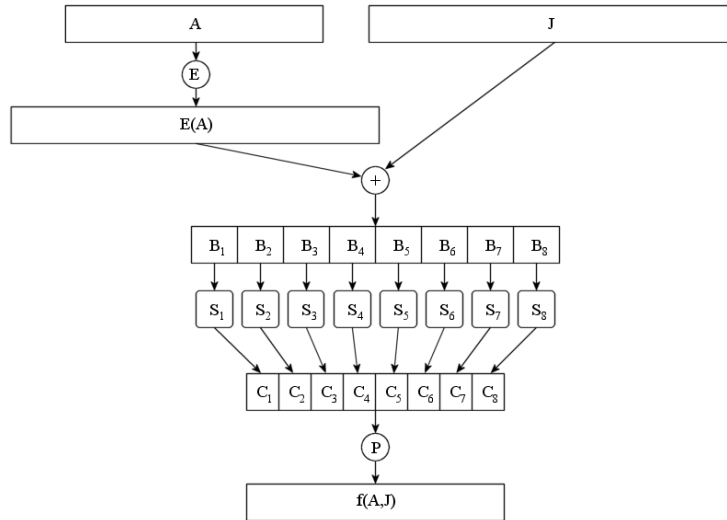 A J
E
E(A)
+
B1 B2 B3 B4 B5 B6 B7 B8
S1 S2 S3 S4 S5 S6 S7 S8
C1 C2 C3 C4 C5 C6 C7 C8
P
f(A,J)